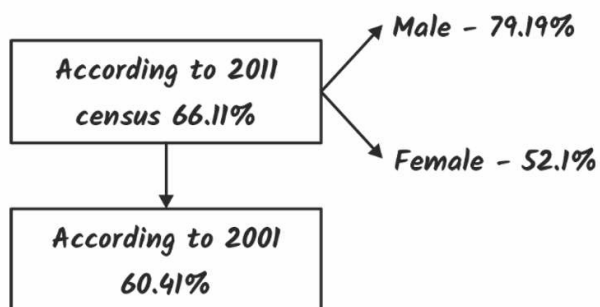 According to 2011
census 66.11%
Male - 79.19%
Female - 52.1%
According to 2001
60.41%